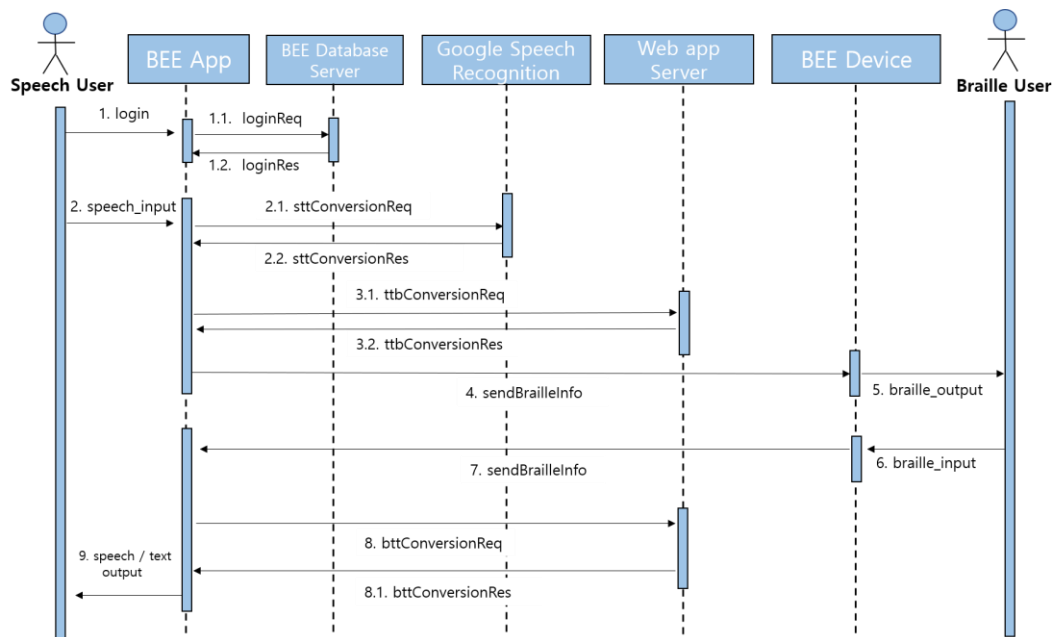 Speech User
BEE App
BEE Database
Server
Google Speech
Recognition
Web app
Server
BEE Device
Braille User
1. login
1.1. loginReq
1.2. loginRes
2. speech_input
2.1. sttConversionReq
2.2. sttConversionRes
3.1. ttbConversionReq
3.2. ttbConversionRes
4. sendBrailleInfo
5. braille_output
6. braille_input
7. sendBrailleInfo
8. bttConversionReq
8.1. bttConversionRes
9. speech / text
output